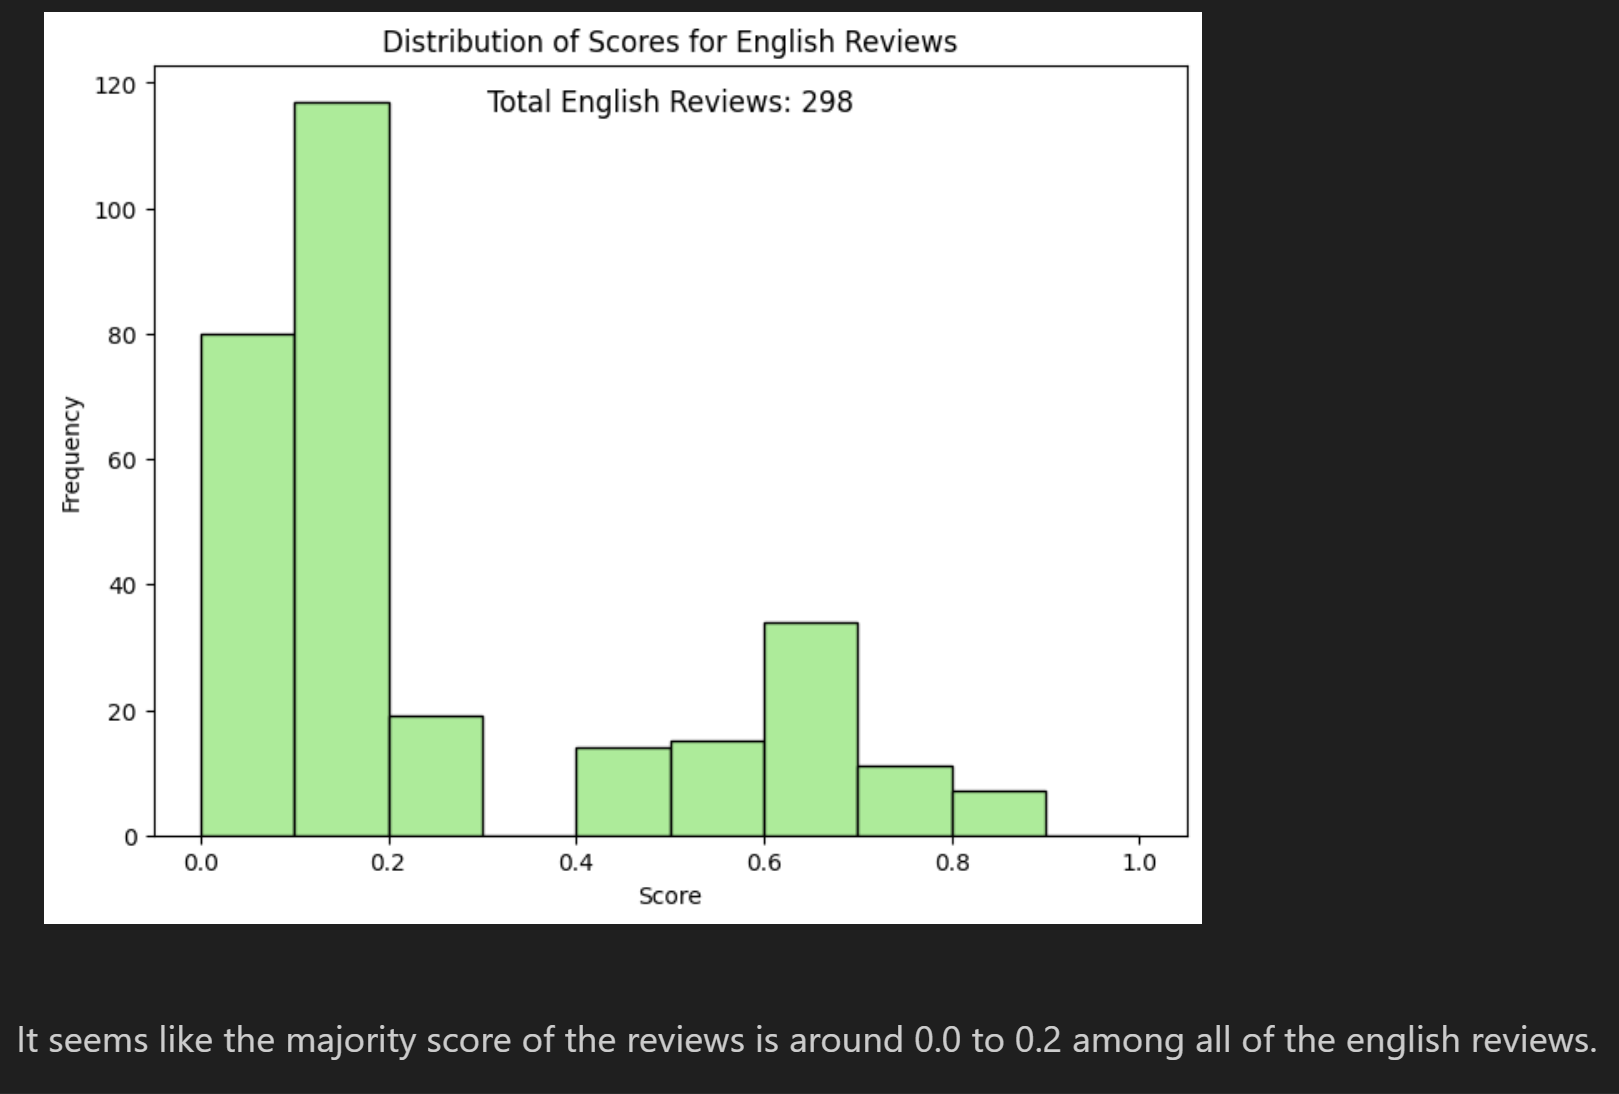 Distribution of Scores for English Reviews
Total English Reviews: 298
120
100
80
60
40
20
0
Frequency
0.0 0.2 0.4 0.6 0.8 1.0
Score
It seems like the majority score of the reviews is around 0.0 to 0.2 among all of the english reviews.